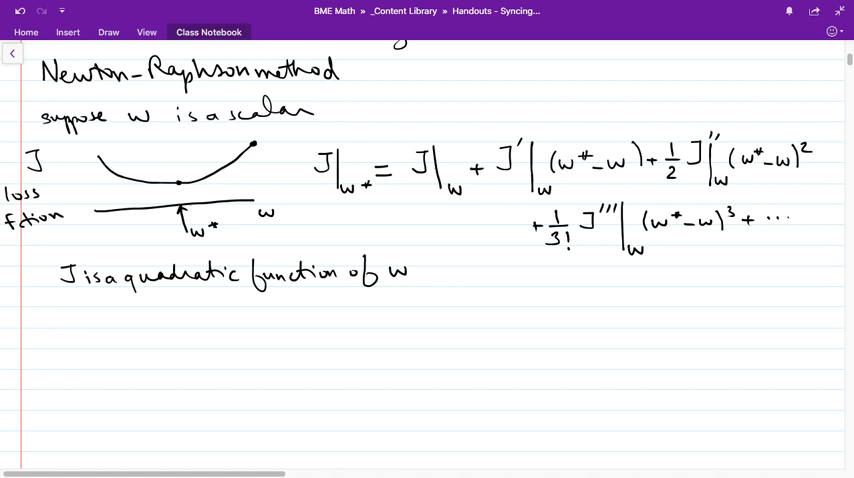 BME Math » _Content Library » Handouts - Syncing...
Home Insert Draw View Class Notebook
Newton-Raphson method
suppose w is a scalar
J
loss
fction
w
w*
J|w* = J|w + J'|w (w*-w) + 1/2 J''|w (w*-w)²
+ 1/3! J'''|w (w*-w)³ + ...
J is a quadratic function of w